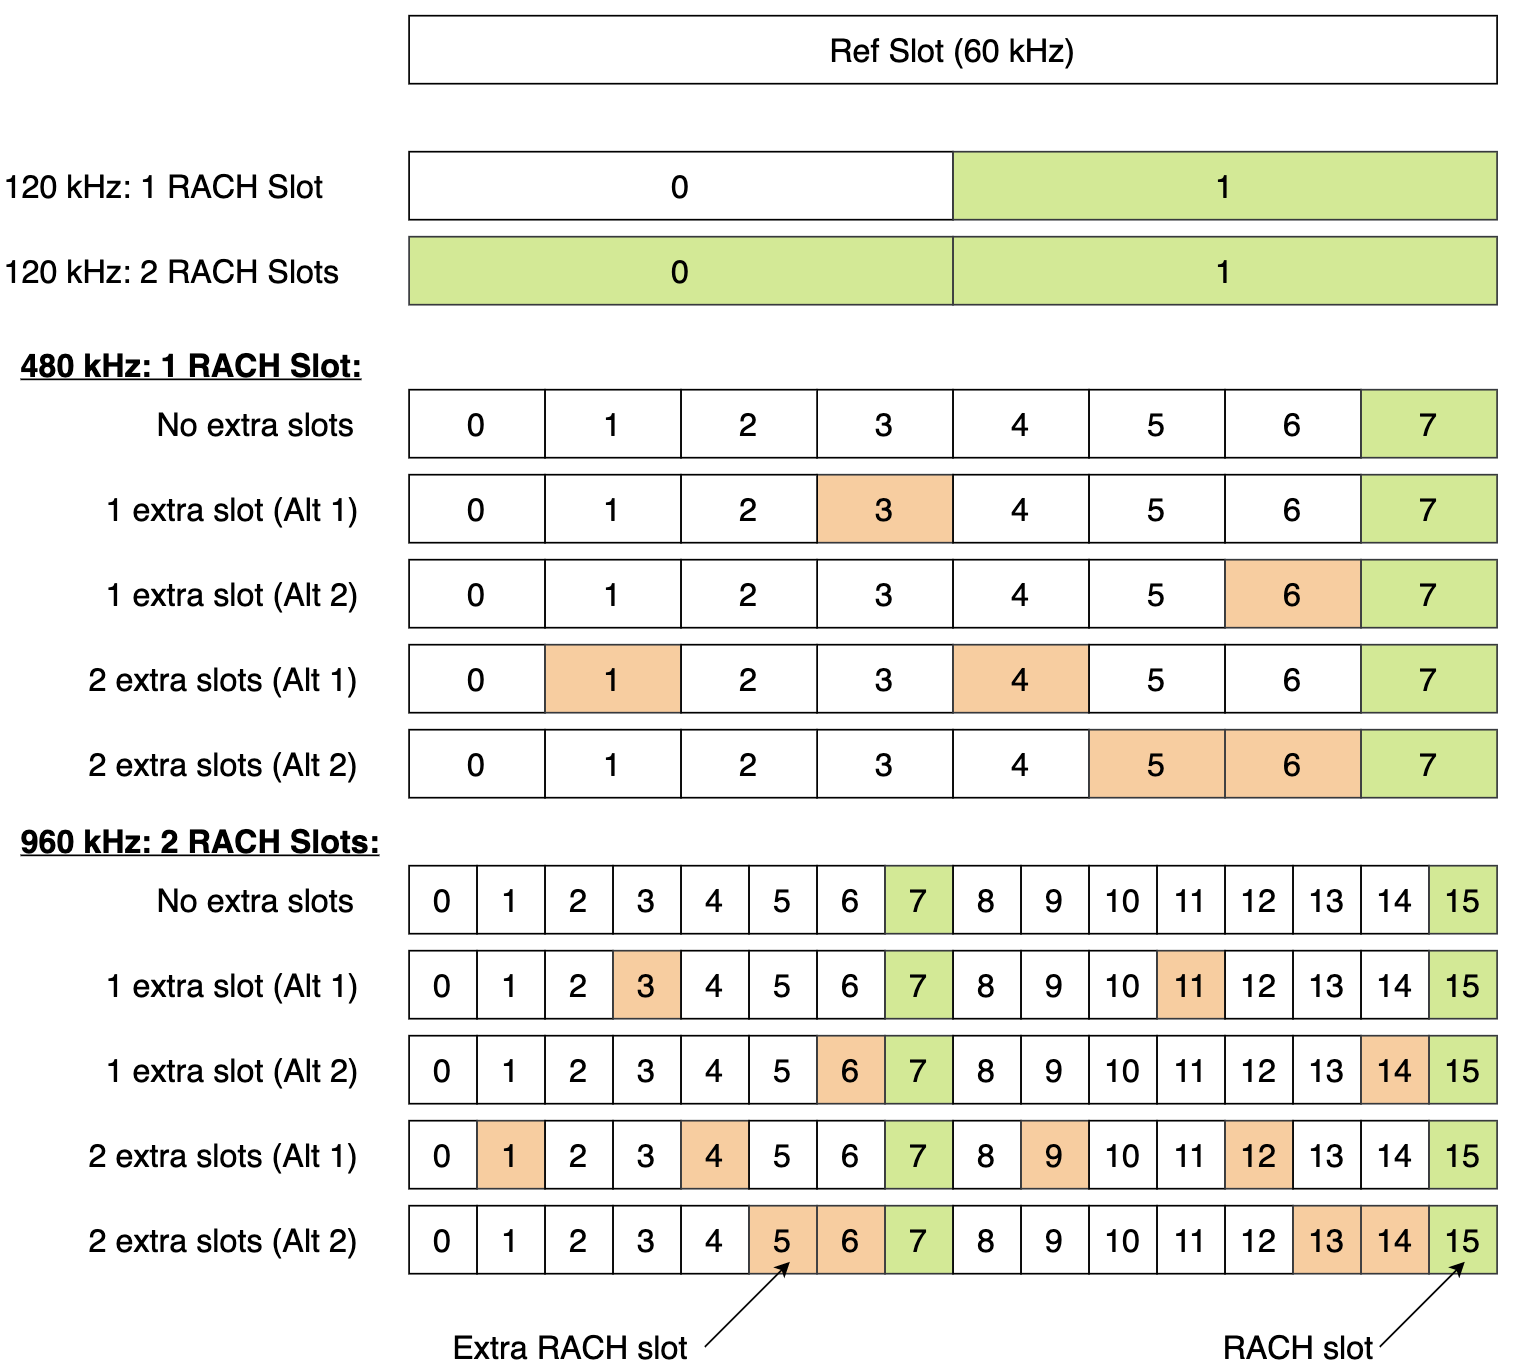 Ref Slot (60 kHz)
120 kHz: 1 RACH Slot 0 1
120 kHz: 2 RACH Slots 0 1
480 kHz: 1 RACH Slot:
No extra slots 0 1 2 3 4 5 6 7
1 extra slot (Alt 1) 0 1 2 3 4 5 6 7
1 extra slot (Alt 2) 0 1 2 3 4 5 6 7
2 extra slots (Alt 1) 0 1 2 3 4 5 6 7
2 extra slots (Alt 2) 0 1 2 3 4 5 6 7
960 kHz: 2 RACH Slots:
No extra slots 0 1 2 3 4 5 6 7 8 9 10 11 12 13 14 15
1 extra slot (Alt 1) 0 1 2 3 4 5 6 7 8 9 10 11 12 13 14 15
1 extra slot (Alt 2) 0 1 2 3 4 5 6 7 8 9 10 11 12 13 14 15
2 extra slots (Alt 1) 0 1 2 3 4 5 6 7 8 9 10 11 12 13 14 15
2 extra slots (Alt 2) 0 1 2 3 4 5 6 7 8 9 10 11 12 13 14 15
Extra RACH slot RACH slot